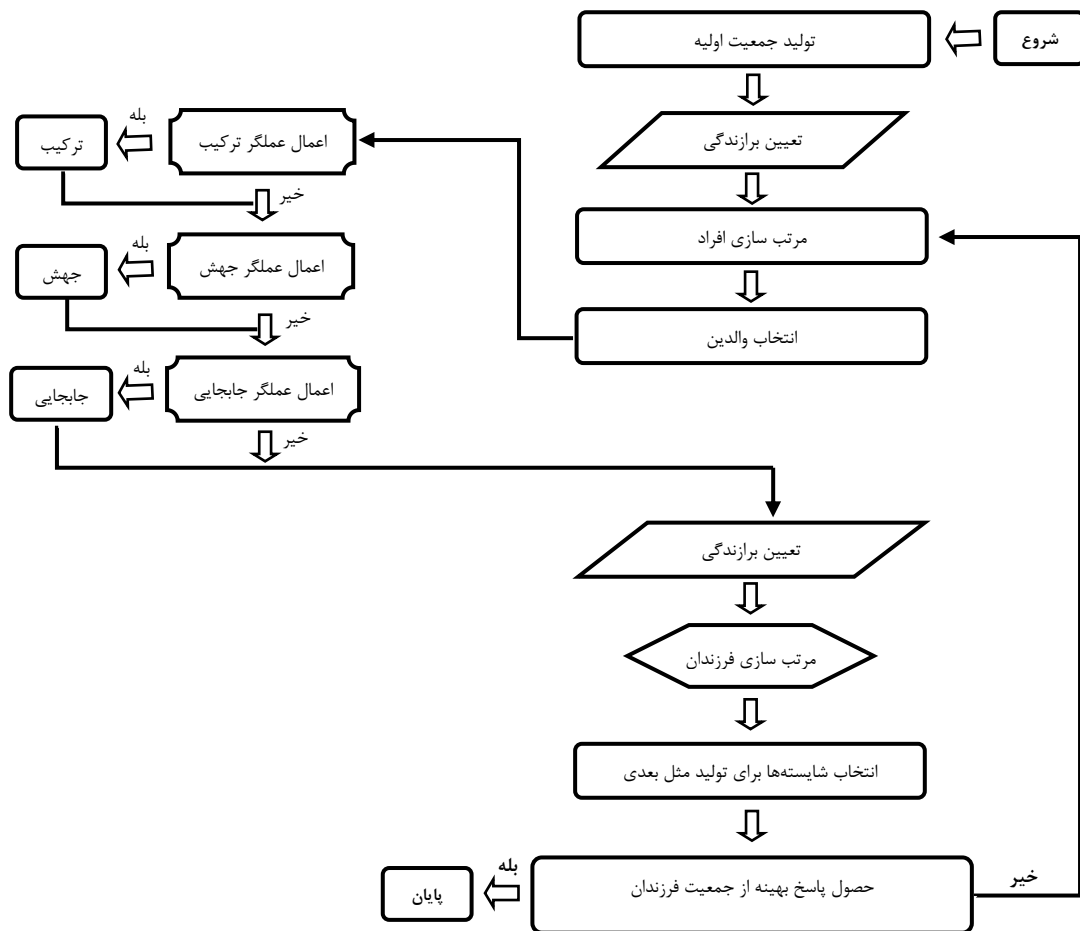 شروع
تولید جمعیت اولیه
تعیین برازندگی
مرتب سازی افراد
انتخاب والدین
اعمال عملگر ترکیب
بله
ترکیب
خیر
اعمال عملگر جهش
بله
جهش
خیر
اعمال عملگر جابجایی
بله
جابجایی
خیر
تعیین برازندگی
مرتب سازی فرزندان
انتخاب شایسته‌ها برای تولید مثل بعدی
حصول پاسخ بهینه از جمعیت فرزندان
خیر
بله
پایان